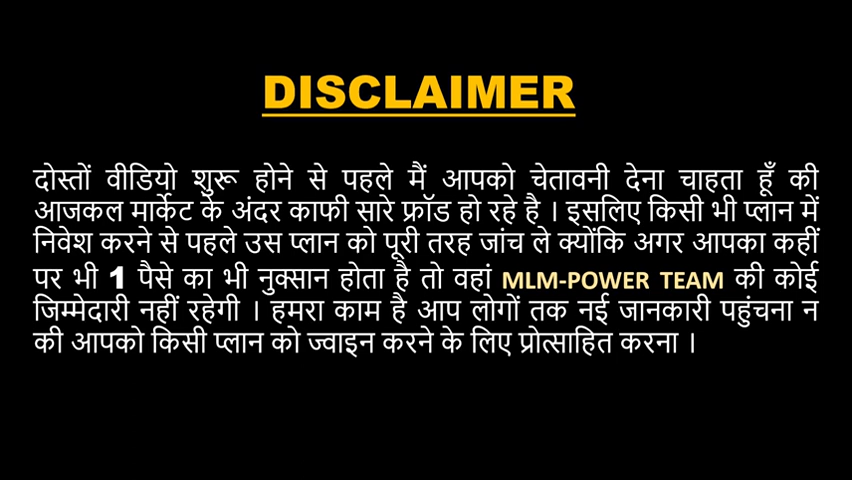 DISCLAIMER
दोस्तों वीडियो शुरू होने से पहले मैं आपको चेतावनी देना चाहता हूँ की
आजकल मार्केट के अंदर काफी सारे फ्रॉड हो रहे है । इसलिए किसी भी प्लान में
निवेश करने से पहले उस प्लान को पूरी तरह जांच ले क्योंकि अगर आपका कहीं
पर भी 1 पैसे का भी नुक्सान होता है तो वहां MLM-POWER TEAM की कोई
जिम्मेदारी नहीं रहेगी । हमरा काम है आप लोगों तक नई जानकारी पहुंचना न
की आपको किसी प्लान को ज्वाइन करने के लिए प्रोत्साहित करना ।